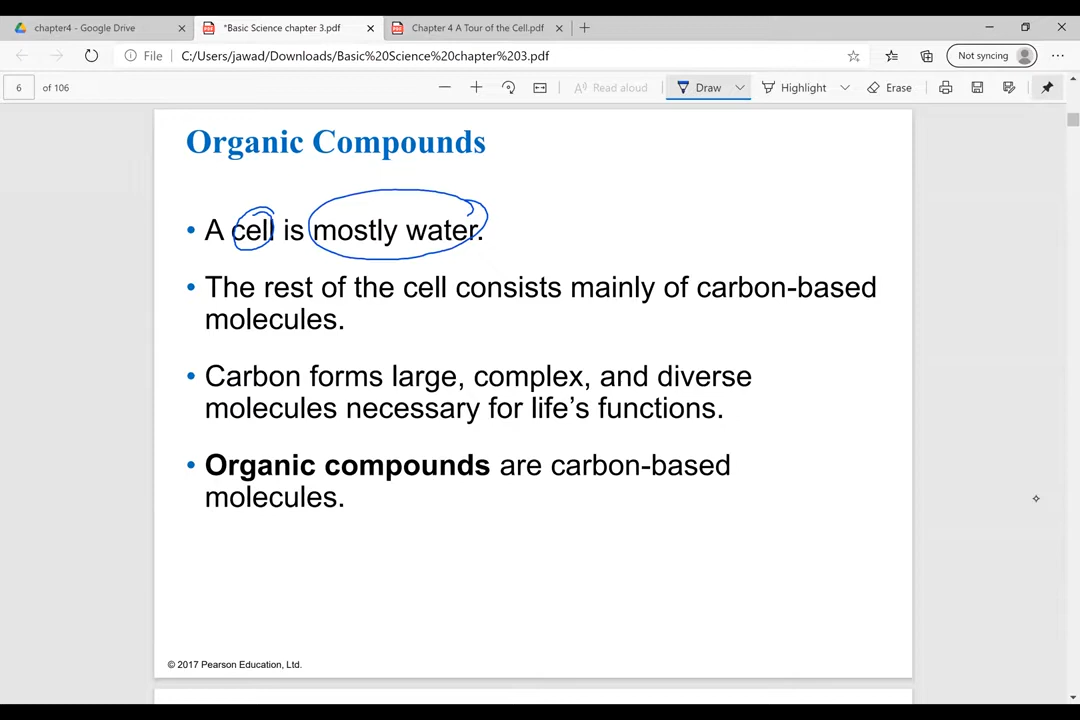 chapter4 - Google Drive
*Basic Science chapter 3.pdf
Chapter 4 A Tour of the Cell.pdf
File
C:/Users/jawad/Downloads/Basic%20Science%20chapter%203.pdf
Not syncing
6 of 106
Read aloud
Draw
Highlight
Erase
Organic Compounds
• A cell is mostly water.
• The rest of the cell consists mainly of carbon-based
molecules.
• Carbon forms large, complex, and diverse
molecules necessary for life's functions.
• Organic compounds are carbon-based
molecules.
© 2017 Pearson Education, Ltd.